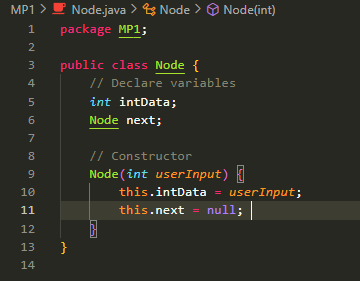 MP1 > Node.java > Node > Node(int)
1 package MP1;
2
3 public class Node {
4 // Declare variables
5 int intData;
6 Node next;
7
8 // Constructor
9 Node(int userInput) {
10 this.intData = userInput;
11 this.next = null;
12 }
13 }
14